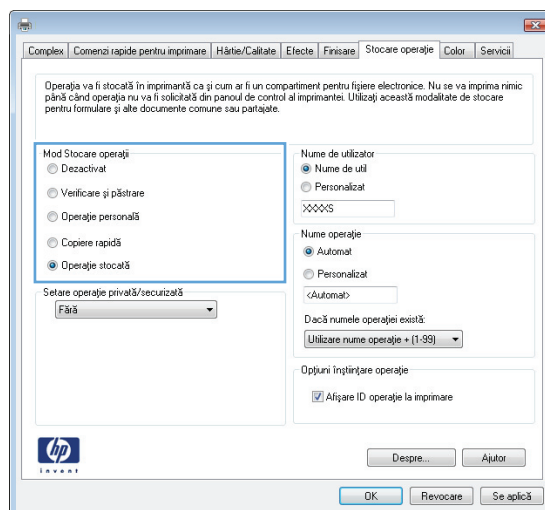 Complex Comenzi rapide pentru imprimare Hârtie/Calitate Efecte Finisare Stocare operaţie Color Servicii
Operaţia va fi stocată în imprimantă ca şi cum ar fi un compartiment pentru fişiere electronice. Nu se va imprima nimic
până când operaţia nu va fi solicitată din panoul de control al imprimantei. Utilizaţi această modalitate de stocare
pentru formulare şi alte documente comune sau partajate.
Mod Stocare operaţii
Dezactivat
Verificare şi păstrare
Operaţie personală
Copiere rapidă
Operaţie stocată
Setare operaţie privată/securizată
Fără
Nume de utilizator
Nume de util
Personalizat
XXXXS
Nume operaţie
Automat
Personalizat
<Automat>
Dacă numele operaţiei există:
Utilizare nume operaţie + (1-99)
Opţiuni înştiinţare operaţie
Afişare ID operaţie la imprimare
hp
invent
Despre... Ajutor
OK Revocare Se aplică